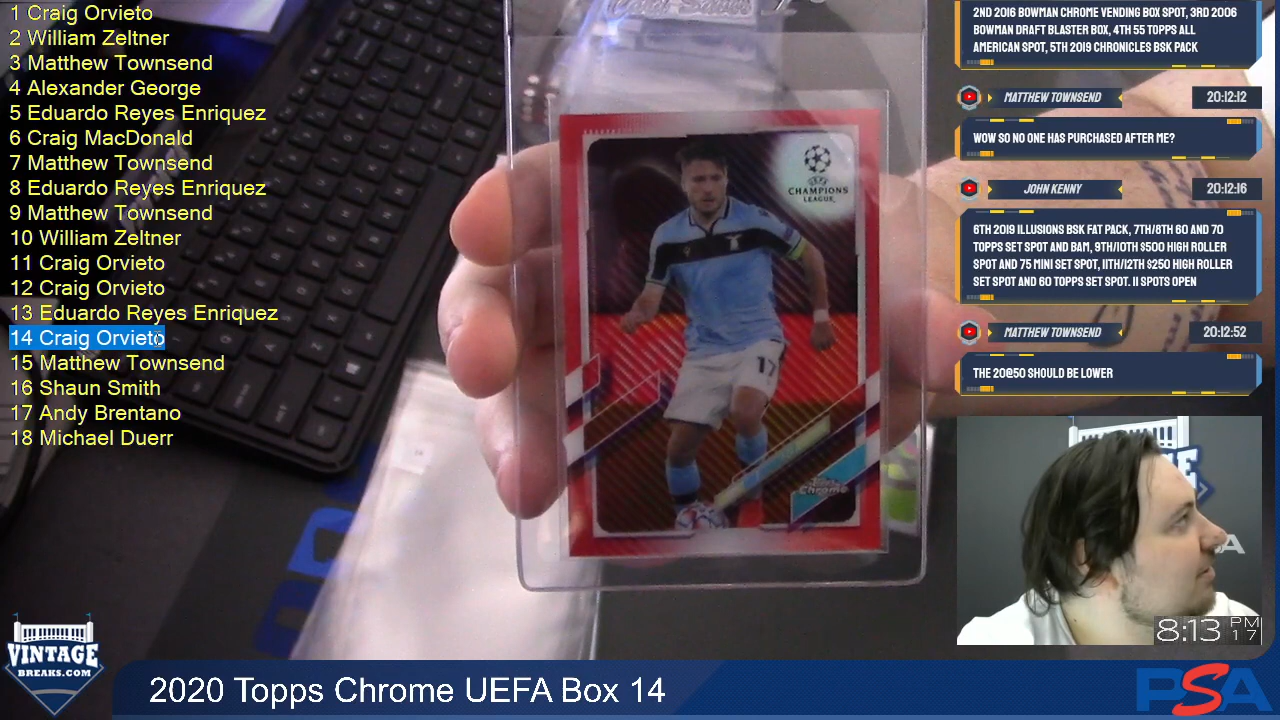 1 Craig Orvieto
2 William Zeltner
3 Matthew Townsend
4 Alexander George
5 Eduardo Reyes Enriquez
6 Craig MacDonald
7 Matthew Townsend
8 Eduardo Reyes Enriquez
9 Matthew Townsend
10 William Zeltner
11 Craig Orvieto
12 Craig Orvieto
13 Eduardo Reyes Enriquez
14 Craig Orvieto
15 Matthew Townsend
16 Shaun Smith
17 Andy Brentano
18 Michael Duerr
UEFA
CHAMPIONS
LEAGUE
17
Topps
Chrome
2ND 2016 BOWMAN CHROME VENDING BOX SPOT, 3RD 2006
BOWMAN DRAFT BLASTER BOX, 4TH 55 TOPPS ALL
AMERICAN SPOT, 5TH 2019 CHRONICLES BSK PACK
MATTHEW TOWNSEND
20:12:12
WOW SO NO ONE HAS PURCHASED AFTER ME?
JOHN KENNY
20:12:16
6TH 2019 ILLUSIONS BSK FAT PACK, 7TH/8TH 60 AND 70
TOPPS SET SPOT AND BAM, 9TH/10TH $500 HIGH ROLLER
SPOT AND 75 MINI SET SPOT, 11TH/12TH $250 HIGH ROLLER
SET SPOT AND 60 TOPPS SET SPOT. 11 SPOTS OPEN
MATTHEW TOWNSEND
20:12:52
THE 20@50 SHOULD BE LOWER
8:13 PM
17
VINTAGE
BREAKS.COM
2020 Topps Chrome UEFA Box 14
PSA